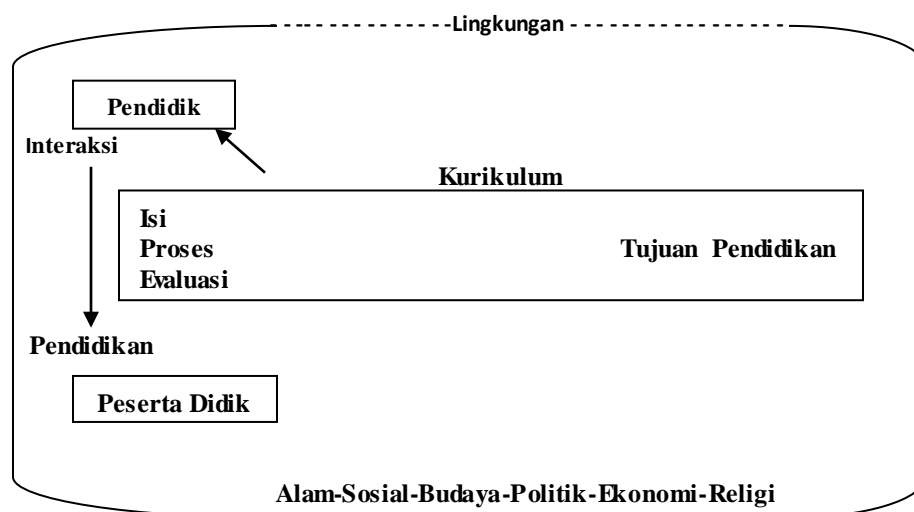 Lingkungan
Pendidik
Interaksi
Kurikulum
Isi
Proses
Tujuan Pendidikan
Evaluasi
Pendidikan
Peserta Didik
Alam-Sosial-Budaya-Politik-Ekonomi-Religi